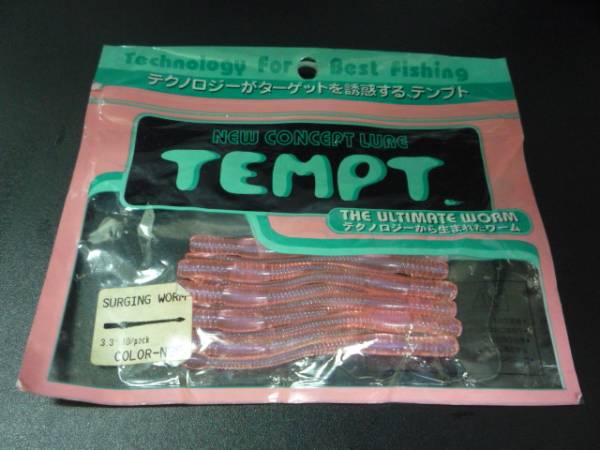 Technology For Best Fishing
テクノロジーがターゲットを誘惑する、テンプト
NEW CONCEPT LURE
TEMPT
THE ULTIMATE WORM
テクノロジーから生まれたワーム
SURGING WORM
3.3" 10/pack
COLOR-N